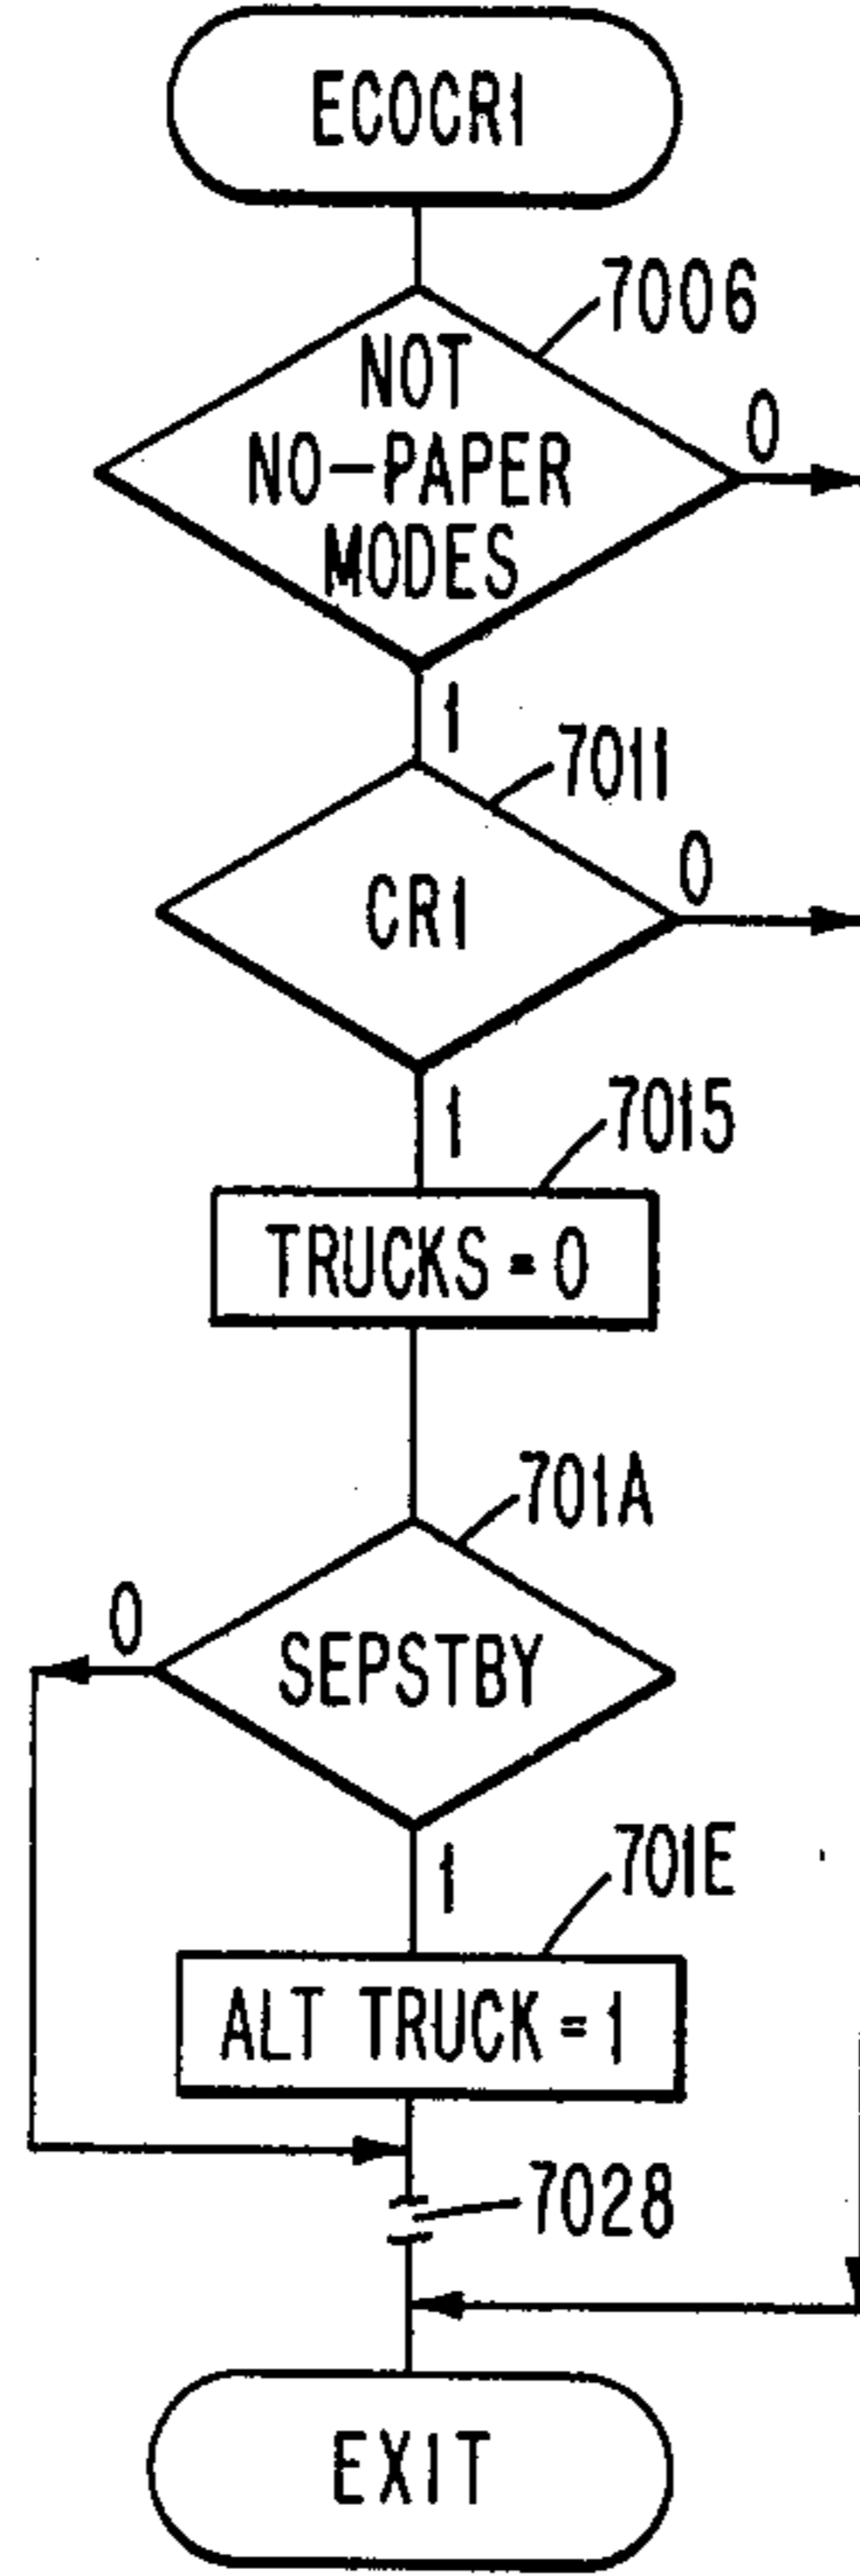 ECOCR1
7006
NOT
NO-PAPER
MODES
0
1
7011
CR1
0
1
7015
TRUCKS = 0
701A
0
SEPSTBY
1
701E
ALT TRUCK = 1
7028
EXIT